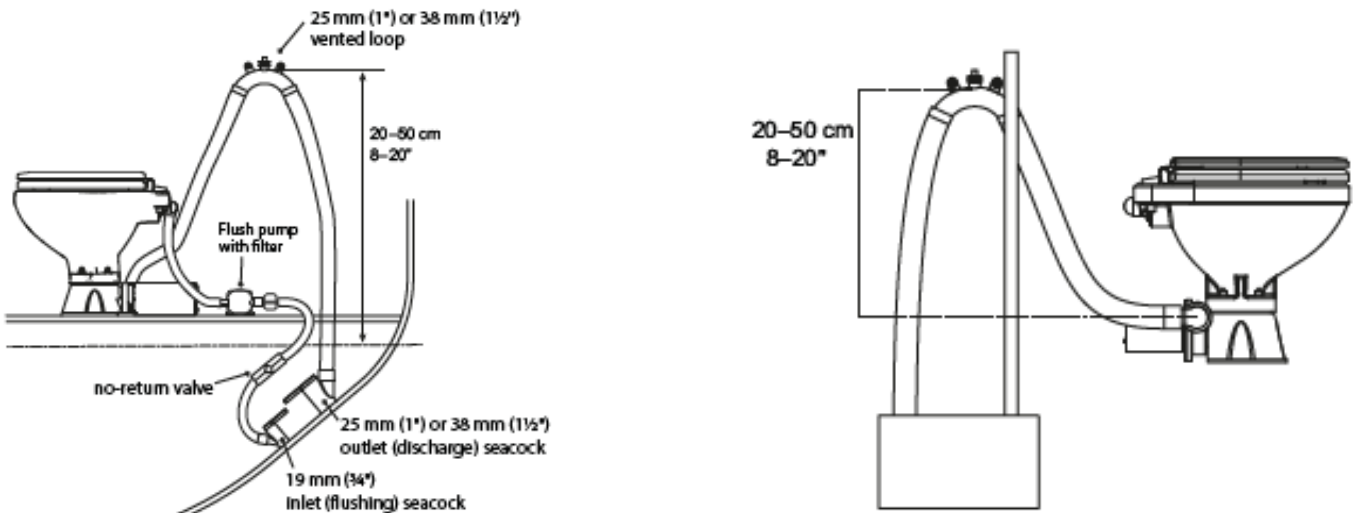 25 mm (1") or 38 mm (1½")
vented loop
20–50 cm
8–20"
Flush pump
with filter
no-return valve
25 mm (1") or 38 mm (1½")
outlet (discharge) seacock
19 mm (¾")
inlet (flushing) seacock
20–50 cm
8–20"